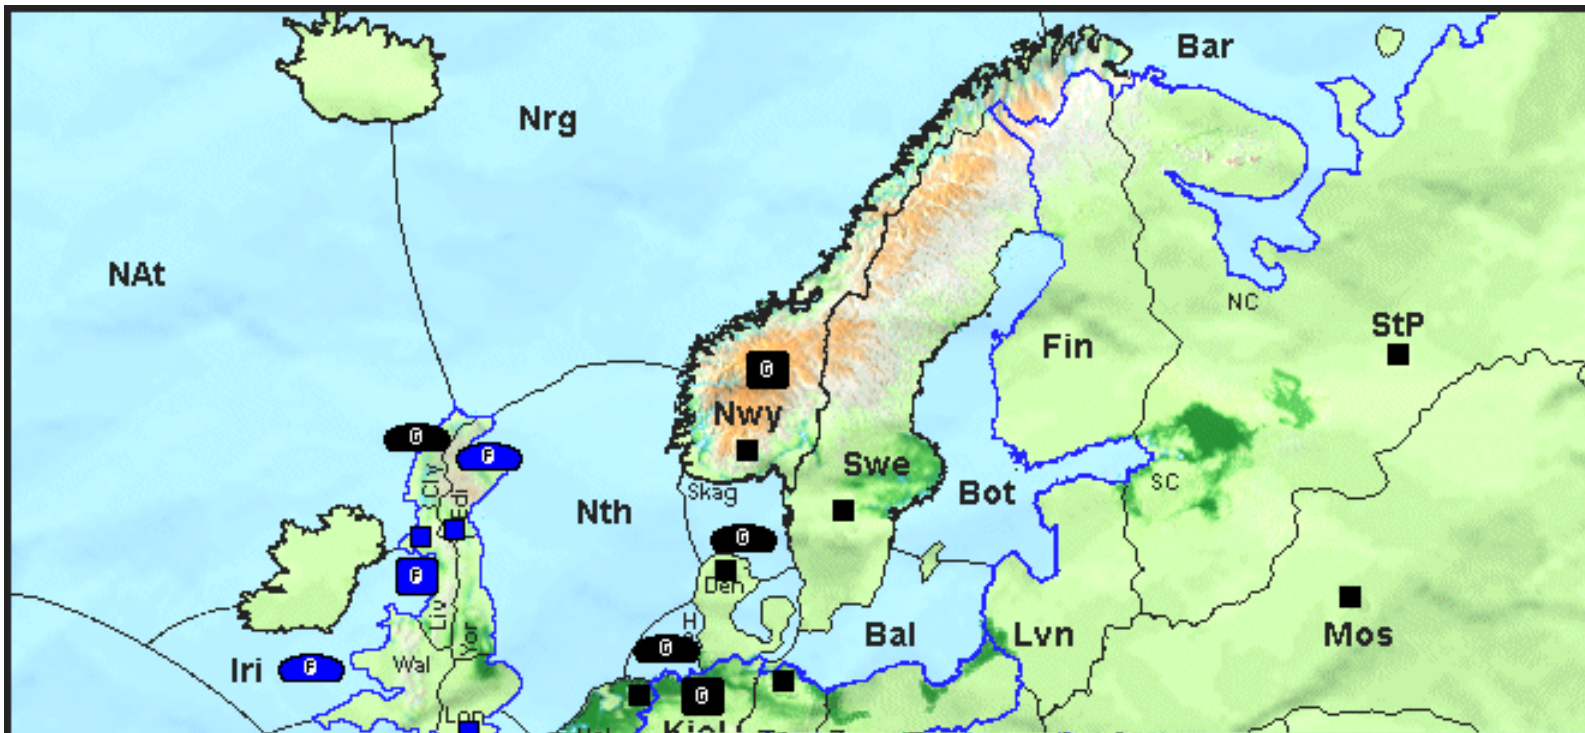 Bar
Nrg
NAt
NC
StP
Fin
G
Nwy
G
F
Cly
Edi
Swe
Skag
Nth
Bot
SC
G
F
Den
Liv
Yor
H
G
Iri
F
Wal
Bal
Lvn
Mos
G
Lon
Kiel